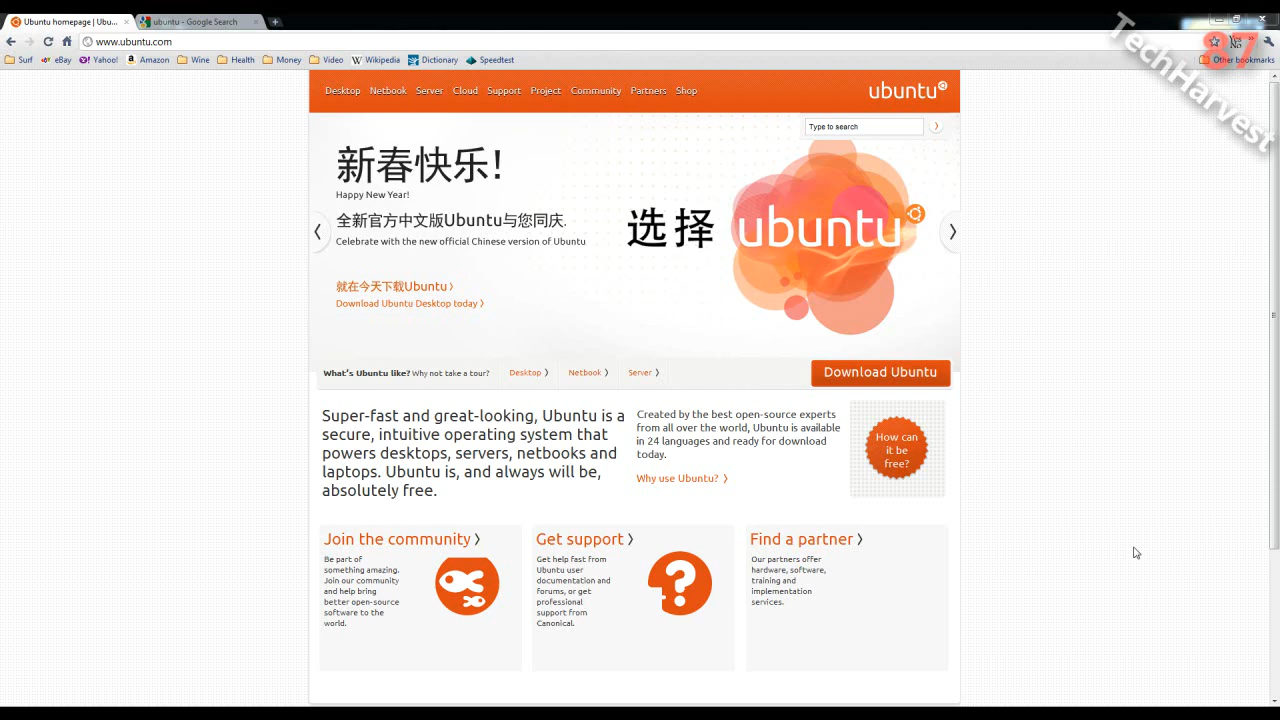 Ubuntu homepage | Ubu...
ubuntu - Google Search
www.ubuntu.com
Yes
No
Surf
eBay
Yahoo!
Amazon
Wine
Health
Money
Video
Wikipedia
Dictionary
Speedtest
Other bookmarks
TechHarvest
87
Desktop Netbook Server Cloud Support Project Community Partners Shop
ubuntu
Type to search
新春快乐!
Happy New Year!
全新官方中文版Ubuntu与您同庆.
Celebrate with the new official Chinese version of Ubuntu
选择 ubuntu
就在今天下载Ubuntu
Download Ubuntu Desktop today
What's Ubuntu like? Why not take a tour? Desktop Netbook Server
Download Ubuntu
Super-fast and great-looking, Ubuntu is a
secure, intuitive operating system that
powers desktops, servers, netbooks and
laptops. Ubuntu is, and always will be,
absolutely free.
Created by the best open-source experts
from all over the world, Ubuntu is available
in 24 languages and ready for download
today.
Why use Ubuntu?
How can
it be
free?
Join the community
Be part of
something amazing.
Join our community
and help bring
better open-source
software to the
world.
Get support
Get help fast from
Ubuntu user
documentation and
forums, or get
professional
support from
Canonical.
Find a partner
Our partners offer
hardware, software,
training and
implementation
services.